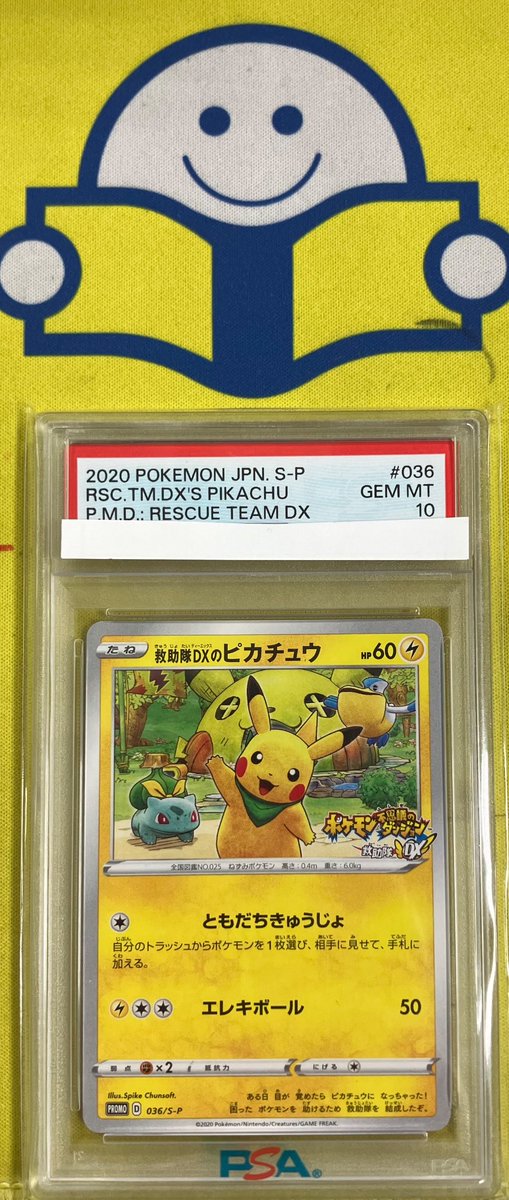 2020 POKEMON JPN. S-P #036
RSC.TM.DX'S PIKACHU GEM MT
P.M.D.: RESCUE TEAM DX 10
たね 救助隊DXのピカチュウ HP60
ポケモン不思議のダンジョン
救助隊DX
全国図鑑NO.025 ねずみポケモン 高さ:0.4m 重さ:6.0kg
ともだちきゅうじょ
自分のトラッシュからポケモンを1枚選び、相手に見せて、手札に
加える。
エレキボール 50
弱点 ×2 抵抗力 にげる
Illus.Spike Chunsoft.
ある日 目が 覚めたら ピカチュウに なっちゃった!
困った ポケモンを 助けるため 救助隊を 結成したぞ。
PROMO D 036/S-P
©2020 Pokémon/Nintendo/Creatures/GAME FREAK.
PSA